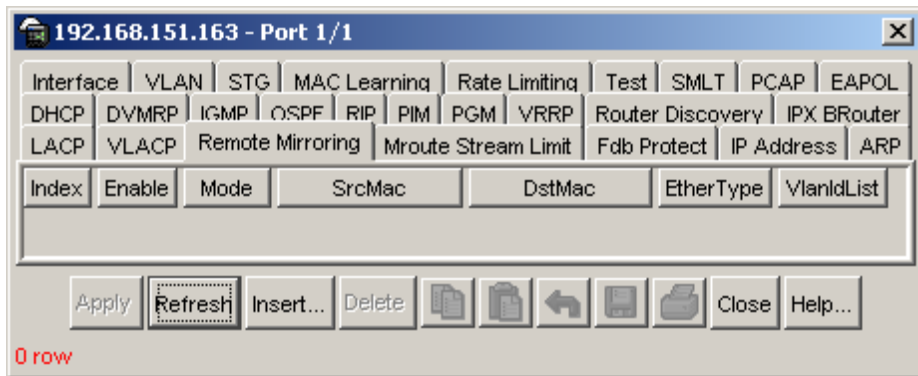 192.168.151.163 - Port 1/1
Interface VLAN STG MAC Learning Rate Limiting Test SMLT PCAP EAPOL
DHCP DVMRP IGMP OSPF RIP PIM PGM VRRP Router Discovery IPX BRouter
LACP VLACP Remote Mirroring Mroute Stream Limit Fdb Protect IP Address ARP
Index Enable Mode SrcMac DstMac EtherType VlanIdList
Apply Refresh Insert... Delete Close Help...
0 row